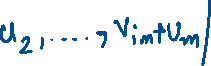 u₂, ....., vᵢₘ+uₘ/